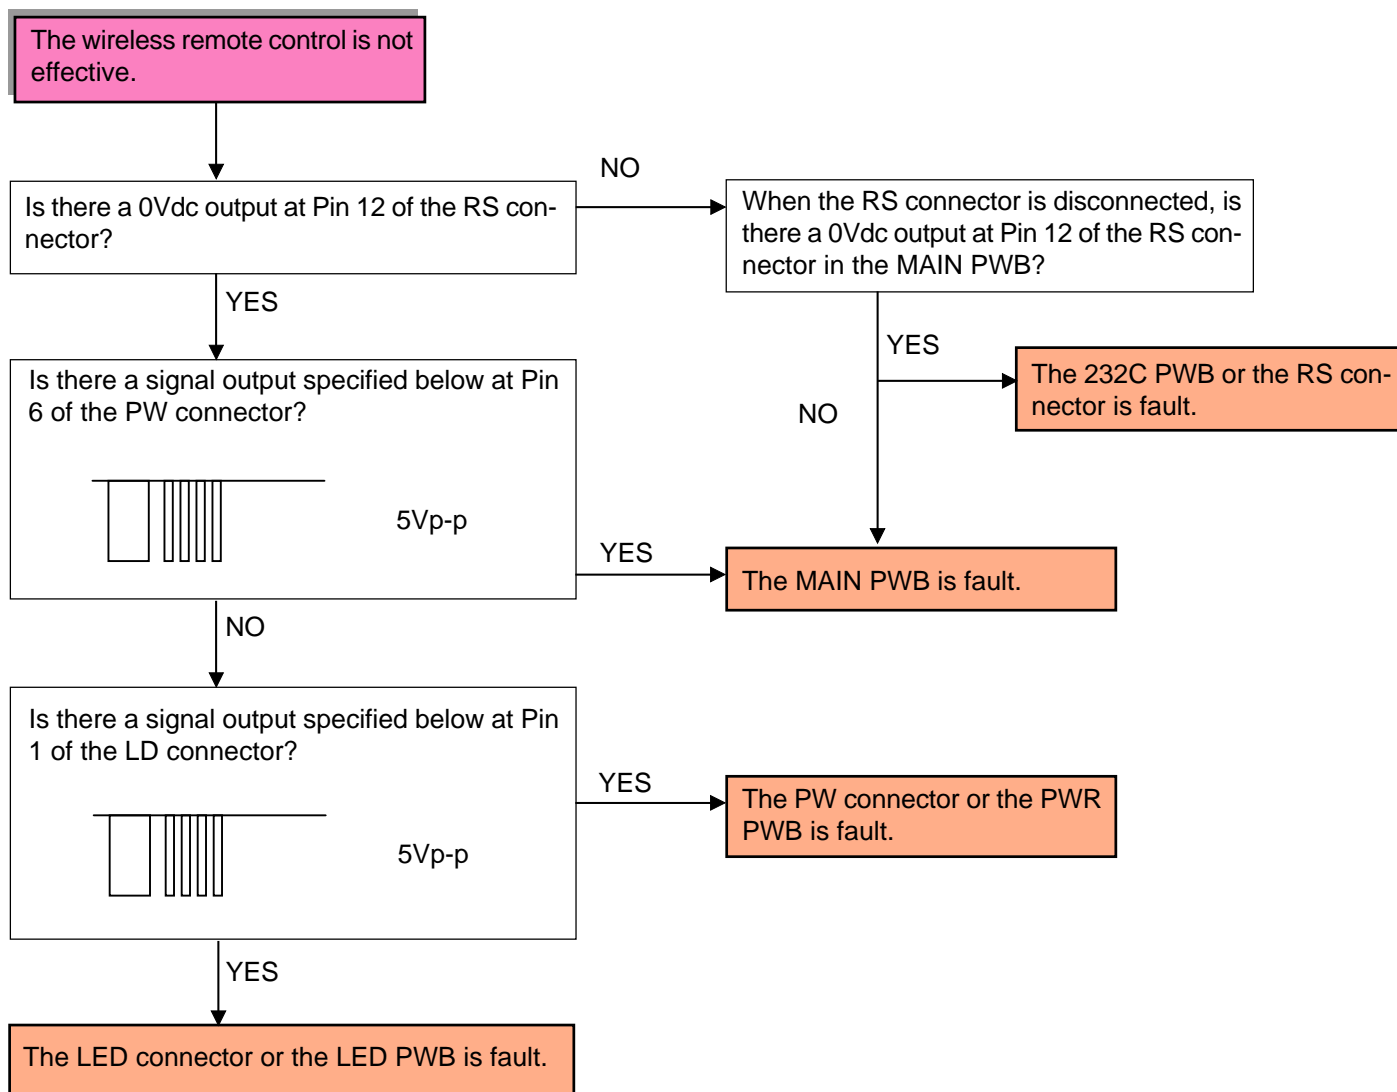 The wireless remote control is not
effective.
NO
Is there a 0Vdc output at Pin 12 of the RS con-
nector?
When the RS connector is disconnected, is
there a 0Vdc output at Pin 12 of the RS con-
nector in the MAIN PWB?
YES
YES
Is there a signal output specified below at Pin
6 of the PW connector?
The 232C PWB or the RS con-
nector is fault.
NO
5Vp-p
YES
The MAIN PWB is fault.
NO
Is there a signal output specified below at Pin
1 of the LD connector?
YES
The PW connector or the PWR
PWB is fault.
5Vp-p
YES
The LED connector or the LED PWB is fault.